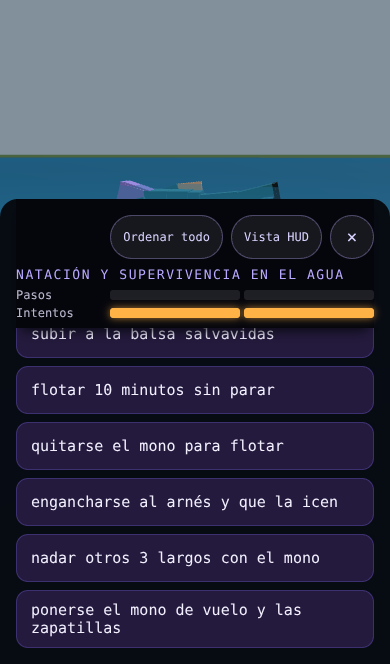 Ordenar todo
Vista HUD
×
NATACIÓN Y SUPERVIVENCIA EN EL AGUA
Pasos
Intentos
subir a la balsa salvavidas
flotar 10 minutos sin parar
quitarse el mono para flotar
engancharse al arnés y que la icen
nadar otros 3 largos con el mono
ponerse el mono de vuelo y las
zapatillas